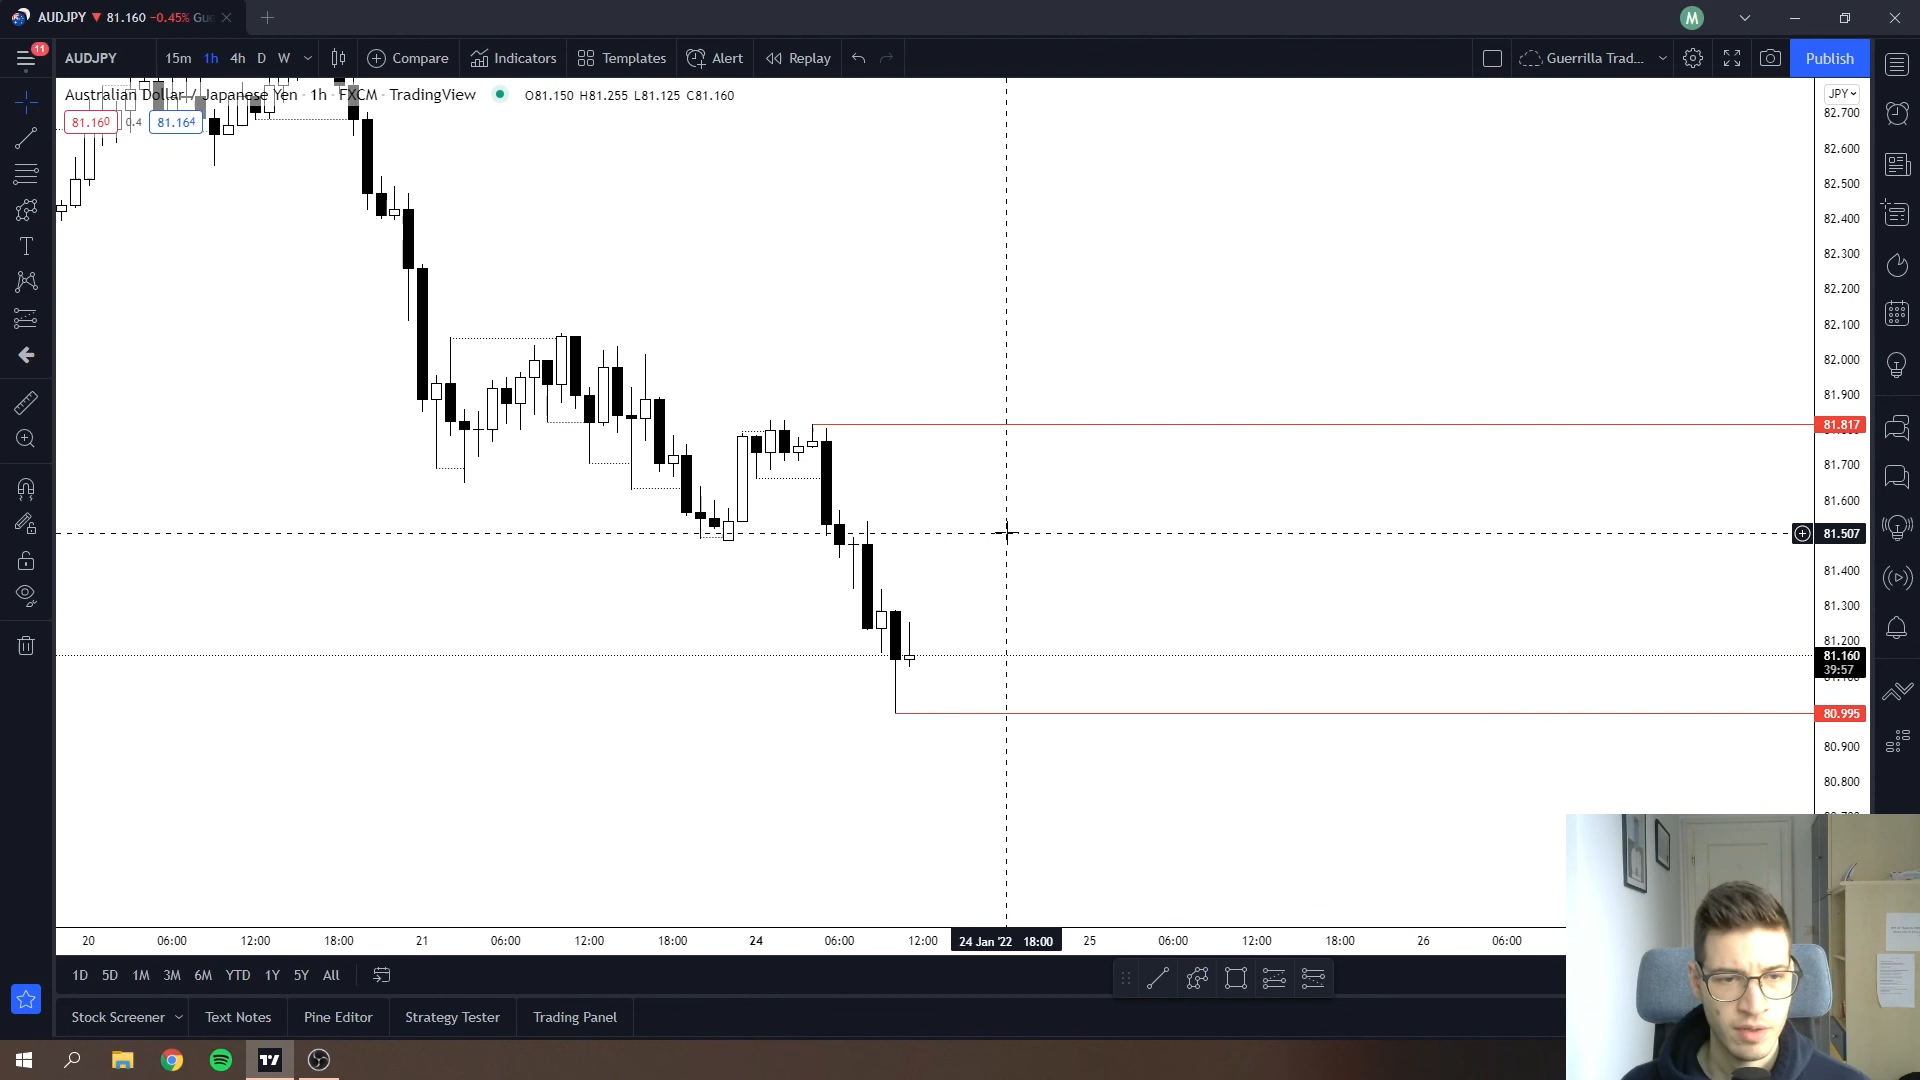 AUDJPY ▼ 81.160 −0.45% Gu
M
11
AUDJPY 15m 1h 4h D W Compare Indicators Templates Alert Replay Guerrilla Trad... Publish
Australian Dollar / Japanese Yen · 1h · FXCM · TradingView O81.150 H81.255 L81.125 C81.160
81.160 0.4 81.164
JPY
82.700
82.600
82.500
82.400
82.300
82.200
82.100
82.000
81.900
81.817
81.700
81.600
81.507
81.400
81.300
81.200
81.160
39:57
80.995
80.900
80.800
20 06:00 12:00 18:00 21 06:00 12:00 18:00 24 06:00 12:00 24 Jan '22 18:00 25 06:00 12:00 18:00 26 06:00
1D 5D 1M 3M 6M YTD 1Y 5Y All
Stock Screener Text Notes Pine Editor Strategy Tester Trading Panel